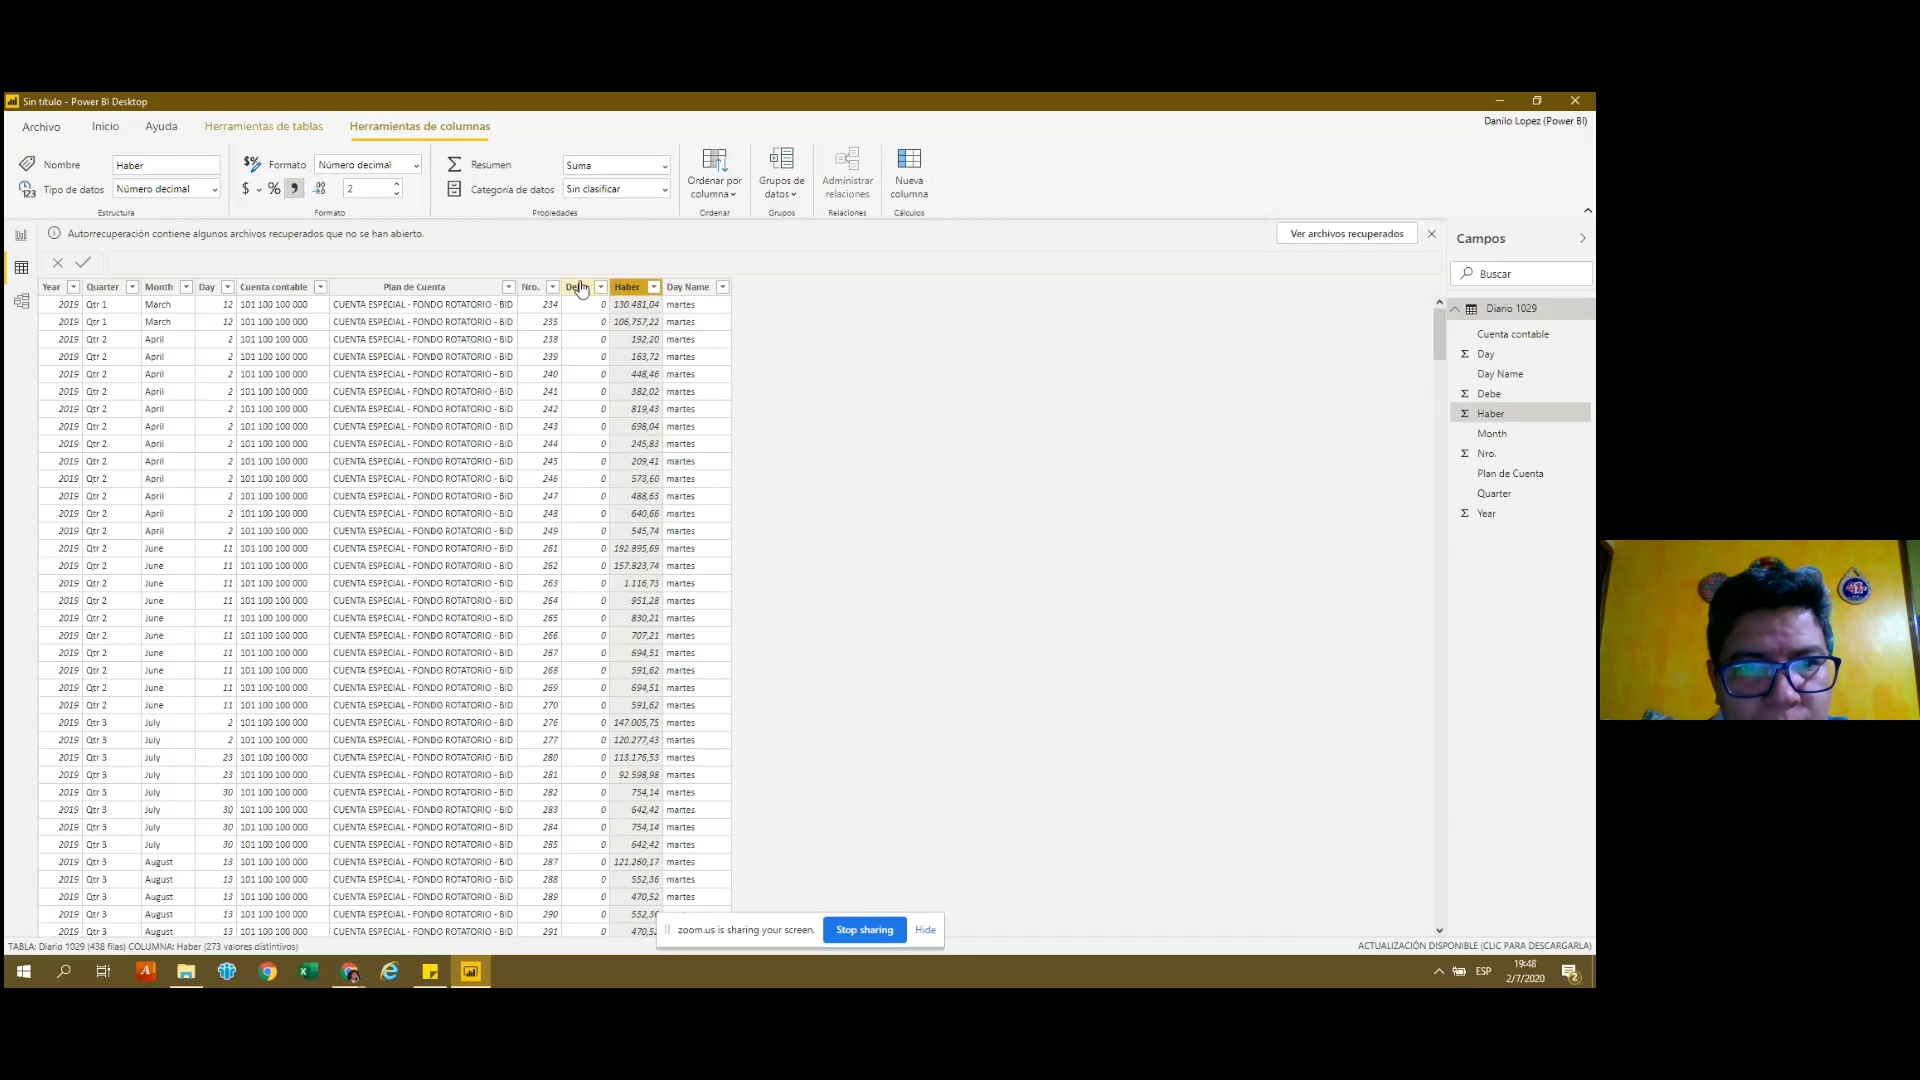 Sin título - Power BI Desktop
Archivo Inicio Ayuda Herramientas de tablas Herramientas de columnas
Danilo Lopez (Power BI)
Nombre Haber
Tipo de datos Número decimal
Estructura
Formato Número decimal
$ % 2
Formato
Resumen Suma
Categoría de datos Sin clasificar
Propiedades
Ordenar por columna
Ordenar
Grupos de datos
Grupos
Administrar relaciones
Relaciones
Nueva columna
Cálculos
Autorrecuperación contiene algunos archivos recuperados que no se han abierto. Ver archivos recuperados
Year Quarter Month Day Cuenta contable Plan de Cuenta Nro. Haber Day Name
2019 Qtr 1 March 12 101 100 100 000 CUENTA ESPECIAL - FONDO ROTATORIO - BID 234 0 130.481,04 martes
2019 Qtr 1 March 12 101 100 100 000 CUENTA ESPECIAL - FONDO ROTATORIO - BID 235 0 106.757,22 martes
2019 Qtr 2 April 2 101 100 100 000 CUENTA ESPECIAL - FONDO ROTATORIO - BID 238 0 192,20 martes
2019 Qtr 2 April 2 101 100 100 000 CUENTA ESPECIAL - FONDO ROTATORIO - BID 239 0 163,72 martes
2019 Qtr 2 April 2 101 100 100 000 CUENTA ESPECIAL - FONDO ROTATORIO - BID 240 0 448,46 martes
2019 Qtr 2 April 2 101 100 100 000 CUENTA ESPECIAL - FONDO ROTATORIO - BID 241 0 382,02 martes
2019 Qtr 2 April 2 101 100 100 000 CUENTA ESPECIAL - FONDO ROTATORIO - BID 242 0 819,43 martes
2019 Qtr 2 April 2 101 100 100 000 CUENTA ESPECIAL - FONDO ROTATORIO - BID 243 0 698,04 martes
2019 Qtr 2 April 2 101 100 100 000 CUENTA ESPECIAL - FONDO ROTATORIO - BID 244 0 245,83 martes
2019 Qtr 2 April 2 101 100 100 000 CUENTA ESPECIAL - FONDO ROTATORIO - BID 245 0 209,41 martes
2019 Qtr 2 April 2 101 100 100 000 CUENTA ESPECIAL - FONDO ROTATORIO - BID 246 0 573,60 martes
2019 Qtr 2 April 2 101 100 100 000 CUENTA ESPECIAL - FONDO ROTATORIO - BID 247 0 488,63 martes
2019 Qtr 2 April 2 101 100 100 000 CUENTA ESPECIAL - FONDO ROTATORIO - BID 248 0 640,66 martes
2019 Qtr 2 April 2 101 100 100 000 CUENTA ESPECIAL - FONDO ROTATORIO - BID 249 0 545,74 martes
2019 Qtr 2 June 11 101 100 100 000 CUENTA ESPECIAL - FONDO ROTATORIO - BID 261 0 192.895,69 martes
2019 Qtr 2 June 11 101 100 100 000 CUENTA ESPECIAL - FONDO ROTATORIO - BID 262 0 157.823,74 martes
2019 Qtr 2 June 11 101 100 100 000 CUENTA ESPECIAL - FONDO ROTATORIO - BID 263 0 1.116,73 martes
2019 Qtr 2 June 11 101 100 100 000 CUENTA ESPECIAL - FONDO ROTATORIO - BID 264 0 951,28 martes
2019 Qtr 2 June 11 101 100 100 000 CUENTA ESPECIAL - FONDO ROTATORIO - BID 265 0 830,21 martes
2019 Qtr 2 June 11 101 100 100 000 CUENTA ESPECIAL - FONDO ROTATORIO - BID 266 0 707,21 martes
2019 Qtr 2 June 11 101 100 100 000 CUENTA ESPECIAL - FONDO ROTATORIO - BID 267 0 694,51 martes
2019 Qtr 2 June 11 101 100 100 000 CUENTA ESPECIAL - FONDO ROTATORIO - BID 268 0 591,62 martes
2019 Qtr 2 June 11 101 100 100 000 CUENTA ESPECIAL - FONDO ROTATORIO - BID 269 0 694,51 martes
2019 Qtr 2 June 11 101 100 100 000 CUENTA ESPECIAL - FONDO ROTATORIO - BID 270 0 591,62 martes
2019 Qtr 3 July 2 101 100 100 000 CUENTA ESPECIAL - FONDO ROTATORIO - BID 276 0 147.005,75 martes
2019 Qtr 3 July 2 101 100 100 000 CUENTA ESPECIAL - FONDO ROTATORIO - BID 277 0 120.277,43 martes
2019 Qtr 3 July 23 101 100 100 000 CUENTA ESPECIAL - FONDO ROTATORIO - BID 280 0 113.176,53 martes
2019 Qtr 3 July 23 101 100 100 000 CUENTA ESPECIAL - FONDO ROTATORIO - BID 281 0 92.598,98 martes
2019 Qtr 3 July 30 101 100 100 000 CUENTA ESPECIAL - FONDO ROTATORIO - BID 282 0 754,14 martes
2019 Qtr 3 July 30 101 100 100 000 CUENTA ESPECIAL - FONDO ROTATORIO - BID 283 0 642,42 martes
2019 Qtr 3 July 30 101 100 100 000 CUENTA ESPECIAL - FONDO ROTATORIO - BID 284 0 754,14 martes
2019 Qtr 3 July 30 101 100 100 000 CUENTA ESPECIAL - FONDO ROTATORIO - BID 285 0 642,42 martes
2019 Qtr 3 August 13 101 100 100 000 CUENTA ESPECIAL - FONDO ROTATORIO - BID 287 0 121.260,17 martes
2019 Qtr 3 August 13 101 100 100 000 CUENTA ESPECIAL - FONDO ROTATORIO - BID 288 0 552,36 martes
2019 Qtr 3 August 13 101 100 100 000 CUENTA ESPECIAL - FONDO ROTATORIO - BID 289 0 470,52 martes
2019 Qtr 3 August 13 101 100 100 000 CUENTA ESPECIAL - FONDO ROTATORIO - BID 290 0 552,36
2019 Qtr 3 August 13 101 100 100 000 CUENTA ESPECIAL - FONDO ROTATORIO - BID 291 0
Campos
Buscar
Diario 1029
Cuenta contable
Day
Day Name
Debe
Haber
Month
Nro.
Plan de Cuenta
Quarter
Year
zoom.us is sharing your screen. Stop sharing Hide
TABLA: Diario 1029 (438 filas) COLUMNA: Haber (273 valores distintivos)
ACTUALIZACIÓN DISPONIBLE (CLIC PARA DESCARGARLA)
ESP
19:48
2/7/2020
2